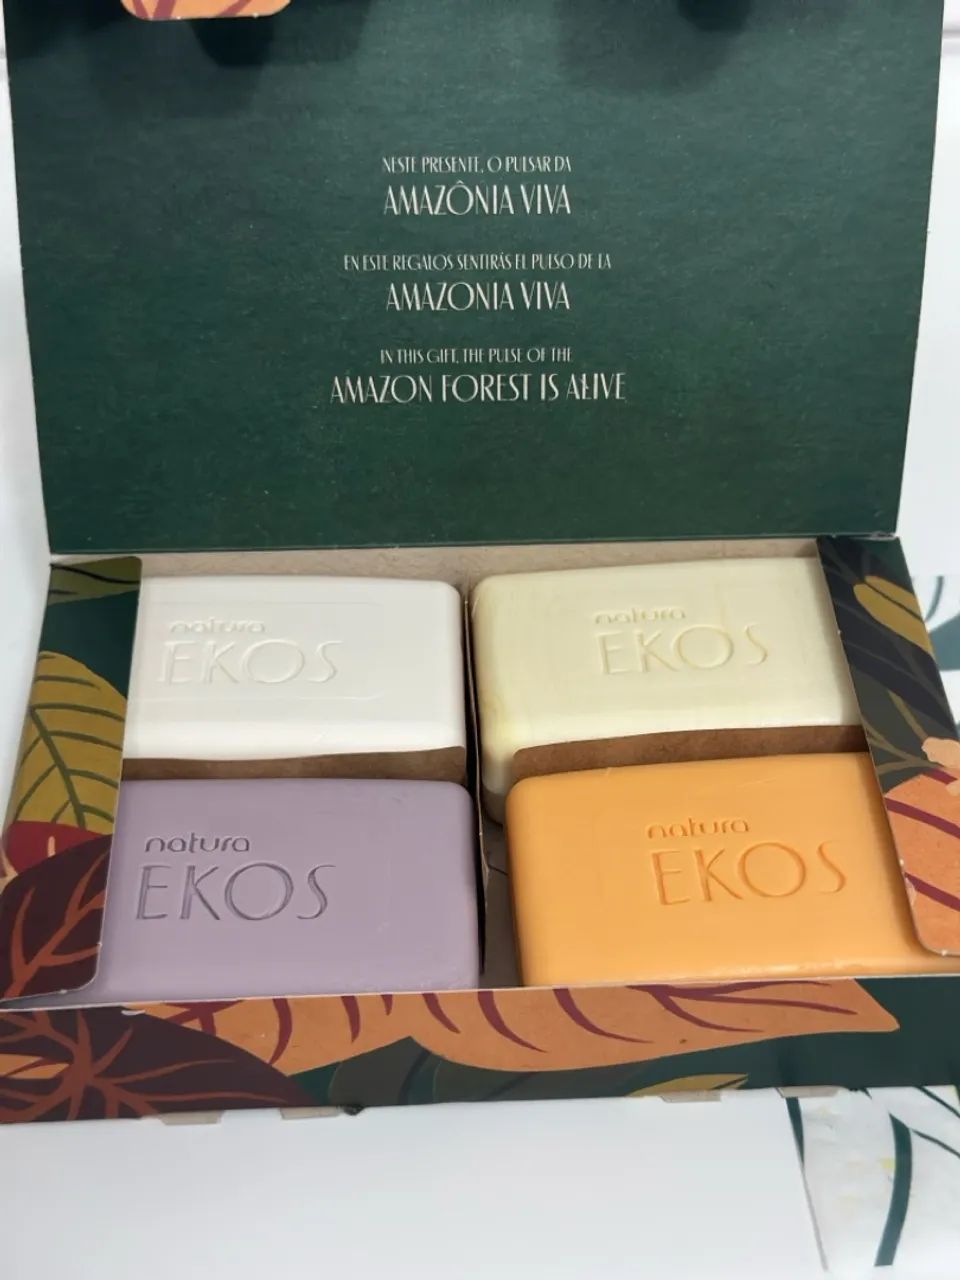 NESTE PRESENTE, O PULSAR DA
AMAZÔNIA VIVA
EN ESTE REGALOS SENTIRÁS EL PULSO DE LA
AMAZONIA VIVA
IN THIS GIFT, THE PULSE OF THE
AMAZON FOREST IS ALIVE
natura
EKOS
natura
EKOS
natura
EKOS
natura
EKOS